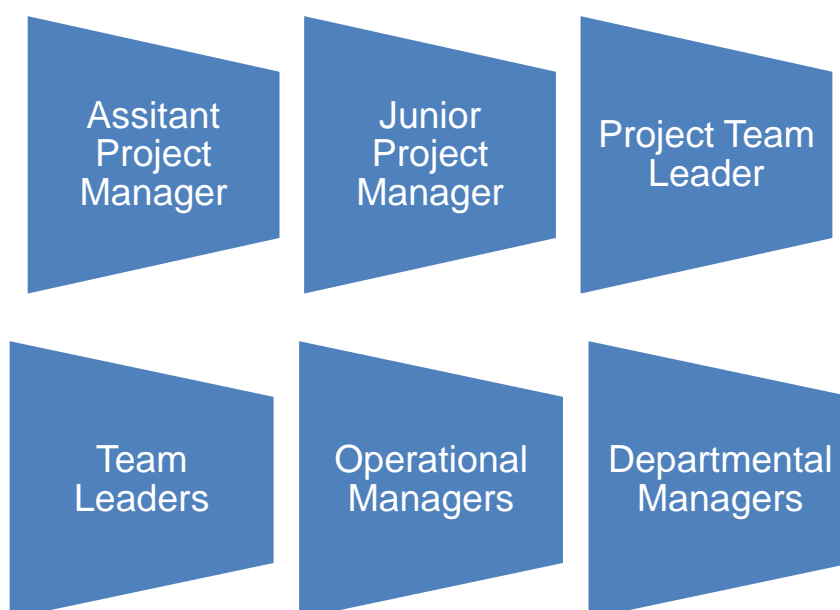 Assitant
Project
Manager
Junior
Project
Manager
Project Team
Leader
Team
Leaders
Operational
Managers
Departmental
Managers